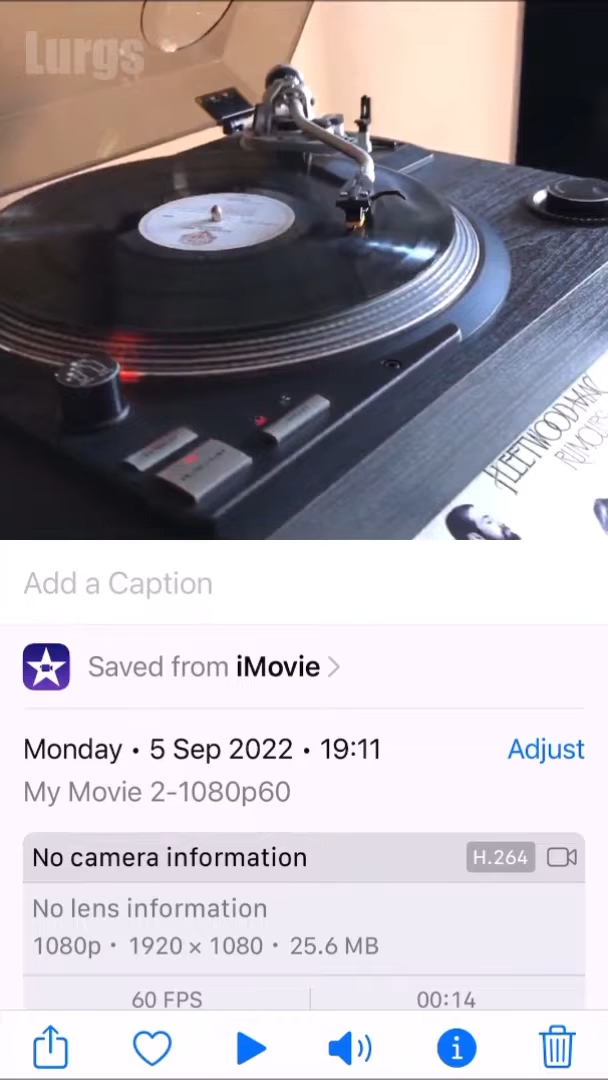 Lurgs
FLEETWOOD MAC
RUMOURS
Add a Caption
Saved from iMovie
Monday • 5 Sep 2022 • 19:11
Adjust
My Movie 2-1080p60
No camera information
H.264
No lens information
1080p • 1920 × 1080 • 25.6 MB
60 FPS
00:14